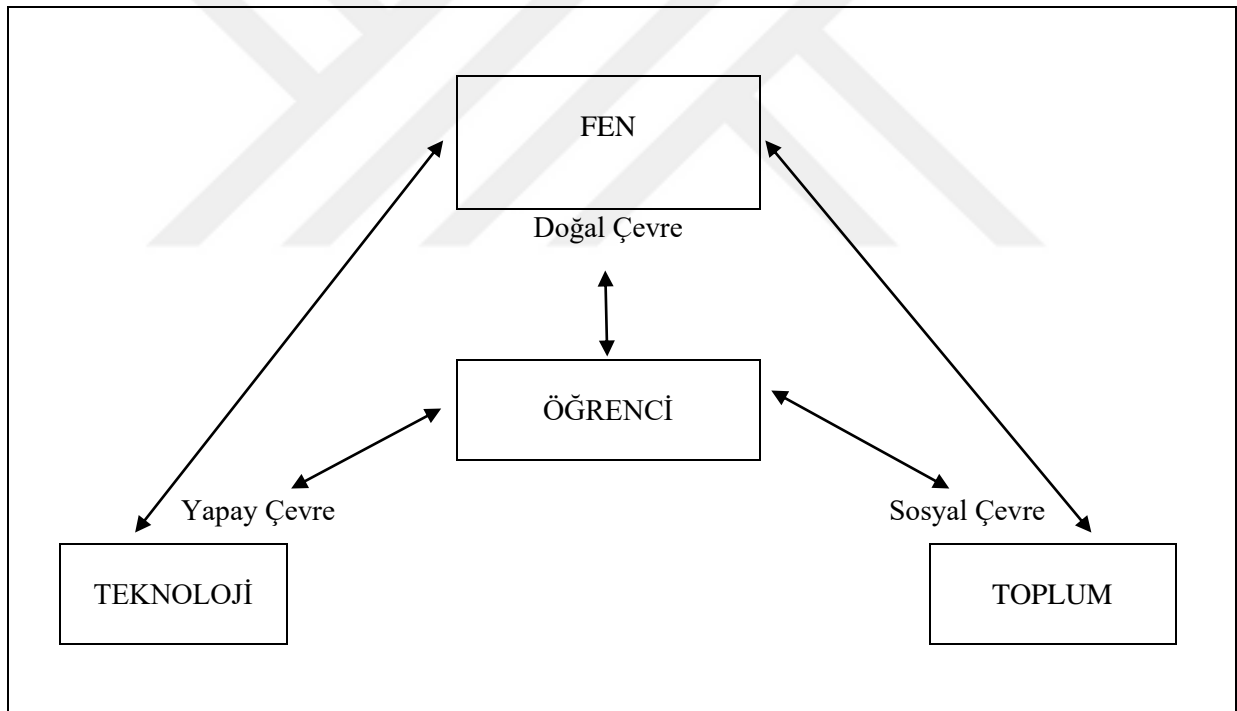 FEN
Doğal Çevre
ÖĞRENCİ
Yapay Çevre
Sosyal Çevre
TEKNOLOJİ
TOPLUM